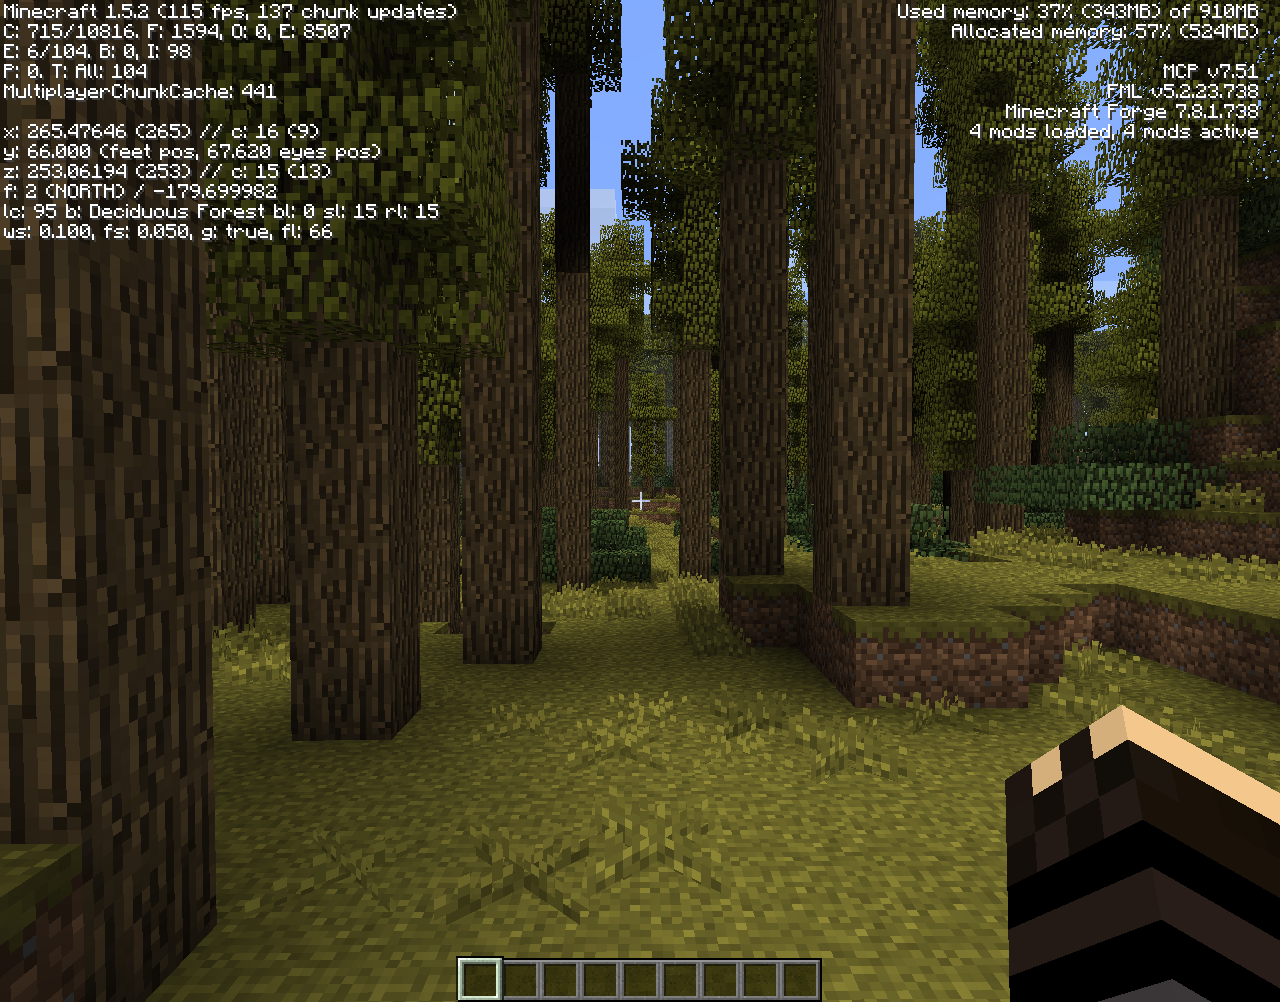 Minecraft 1.5.2 (115 fps, 137 chunk updates)
C: 715/10816. F: 1594, O: 0, E: 8507
E: 6/104. B: 0, I: 98
P: 0. T: All: 104
MultiplayerChunkCache: 441
x: 265.47646 (265) // c: 16 (9)
y: 66.000 (feet pos, 67.620 eyes pos)
z: 253.06194 (253) // c: 15 (13)
f: 2 (NORTH) / -179.699982
lc: 95 b: Deciduous Forest bl: 0 sl: 15 rl: 15
ws: 0.100, fs: 0.050, g: true, fl: 66
Used memory: 37% (343MB) of 910MB
Allocated memory: 57% (524MB)
MCP v7.51
FML v5.2.23.738
Minecraft Forge 7.8.1.738
4 mods loaded, 4 mods active